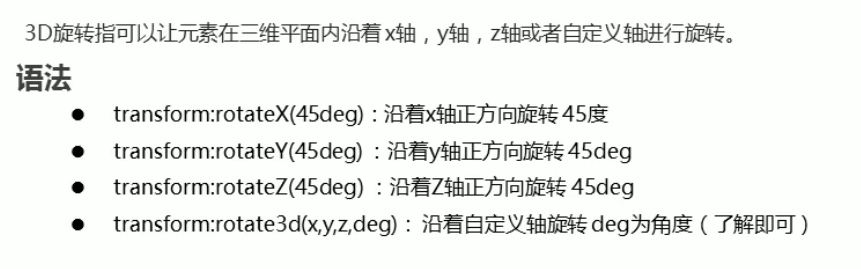 3D旋转指可以让元素在三维平面内沿着 x轴，y轴，z轴或者自定义轴进行旋转。
语法
● transform:rotateX(45deg)：沿着x轴正方向旋转 45度
● transform:rotateY(45deg) ：沿着y轴正方向旋转 45deg
● transform:rotateZ(45deg) ：沿着Z轴正方向旋转 45deg
● transform:rotate3d(x,y,z,deg)： 沿着自定义轴旋转 deg为角度（了解即可）